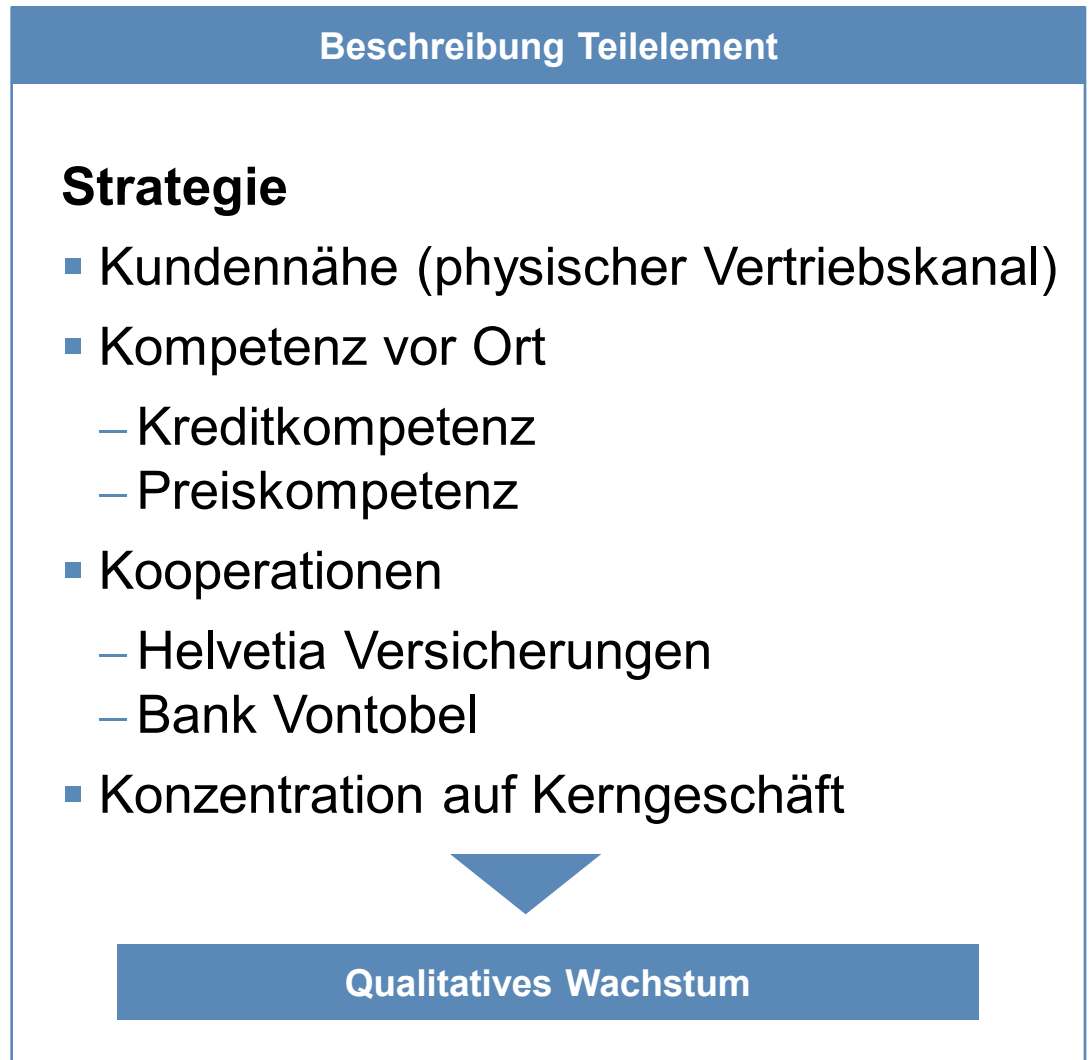 Beschreibung Teilelement
Strategie
▪ Kundennähe (physischer Vertriebskanal)
▪ Kompetenz vor Ort
– Kreditkompetenz
– Preiskompetenz
▪ Kooperationen
– Helvetia Versicherungen
– Bank Vontobel
▪ Konzentration auf Kerngeschäft
Qualitatives Wachstum